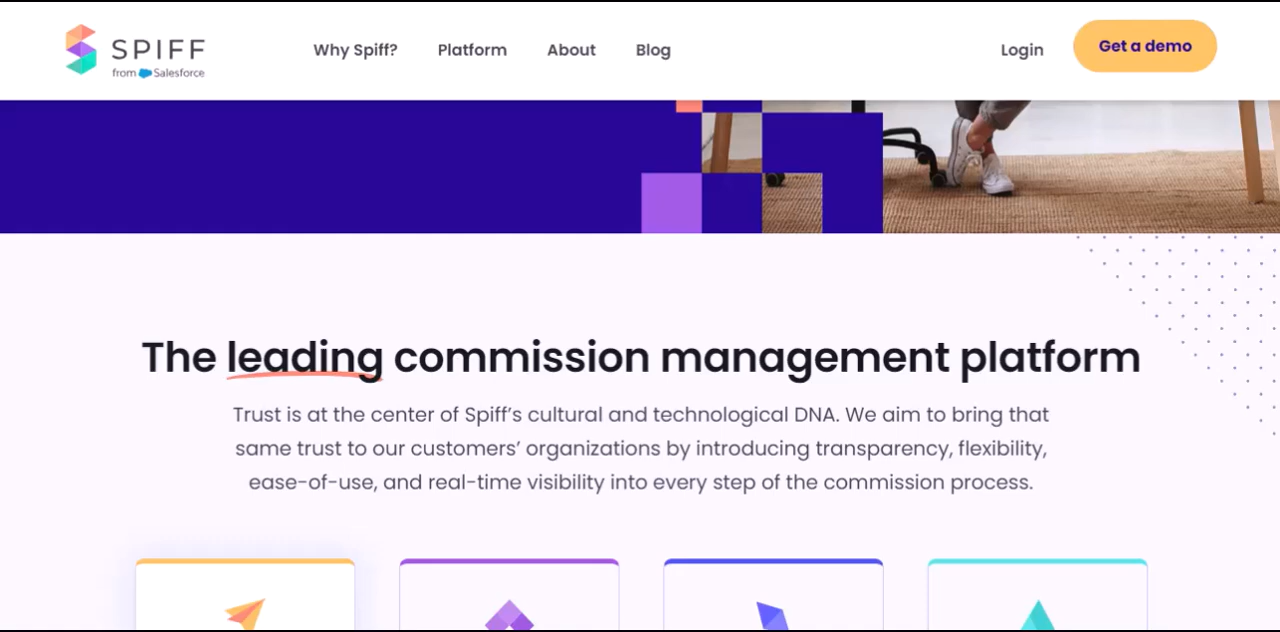 SPIFF
from Salesforce
Why Spiff?
Platform
About
Blog
Login
Get a demo
The leading commission management platform
Trust is at the center of Spiff’s cultural and technological DNA. We aim to bring that
same trust to our customers’ organizations by introducing transparency, flexibility,
ease-of-use, and real-time visibility into every step of the commission process.